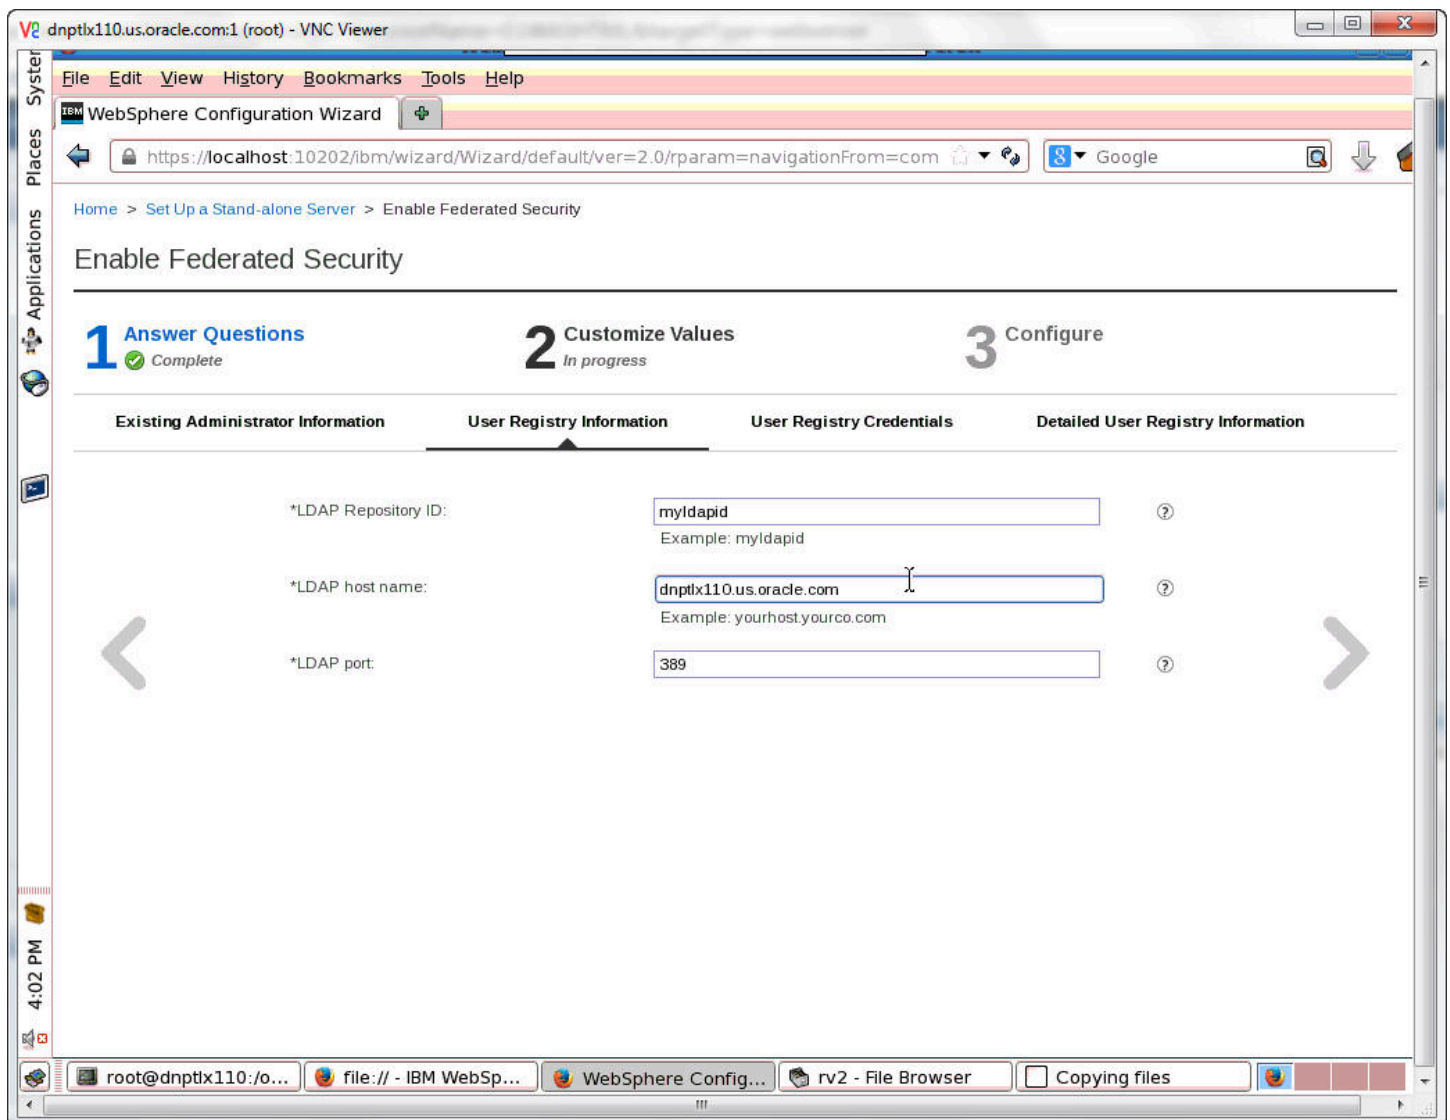 dnptlx110.us.oracle.com:1 (root) - VNC Viewer
File Edit View History Bookmarks Tools Help
IBM WebSphere Configuration Wizard
https://localhost:10202/ibm/wizard/Wizard/default/ver=2.0/rparam=navigationFrom=com
8 Google
Applications Places System
Home > Set Up a Stand-alone Server > Enable Federated Security
Enable Federated Security
1 Answer Questions
Complete
2 Customize Values
In progress
3 Configure
Existing Administrator Information
User Registry Information
User Registry Credentials
Detailed User Registry Information
*LDAP Repository ID:
myldapid
?
Example: myldapid
*LDAP host name:
dnptlx110.us.oracle.com
?
Example: yourhost.yourco.com
*LDAP port:
389
?
4:02 PM
root@dnptlx110:/o...
file:// - IBM WebSp...
WebSphere Config...
rv2 - File Browser
Copying files